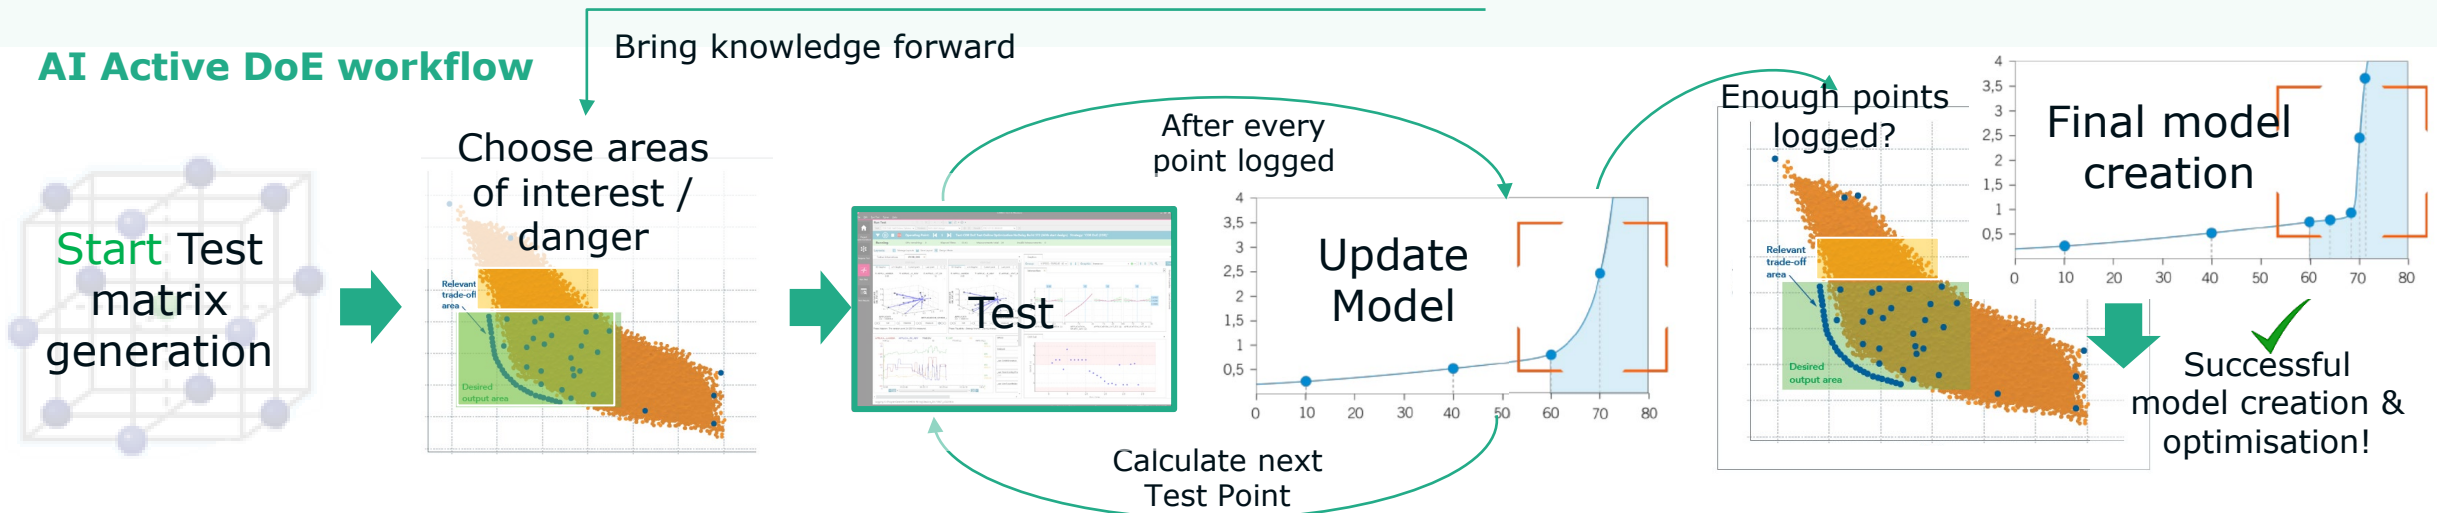 AI Active DoE workflow
Bring knowledge forward
Start Test
matrix
generation
Choose areas
of interest /
danger
Relevant
trade-off
area
Desired
output area
Test
After every
point logged
Calculate next
Test Point
4
3,5
3
2,5
2
1,5
1
0,5
0 10 20 30 40 50 60 70 80
Update
Model
Enough points
logged?
Relevant
trade-off
area
Desired
output area
4
3,5
3
2,5
2
1,5
1
0,5
0 10 20 30 40 50 60 70 80
Final model
creation
Successful
model creation &
optimisation!